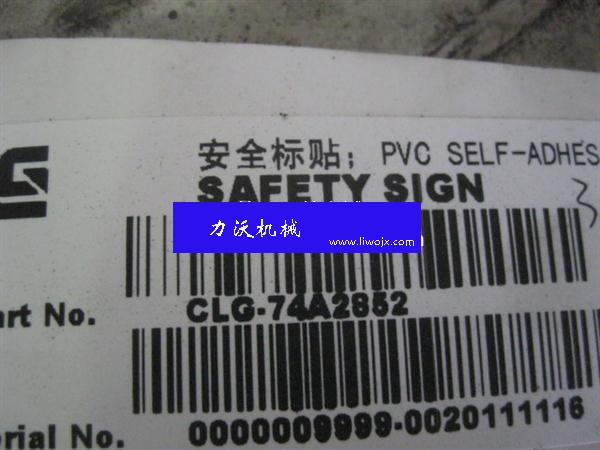 安全标贴; PVC SELF-ADHES
SAFETY SIGN
3
力沃机械
www.liwojx.com
art No.
CLG-74A2852
erial No.
0000009999-0020111116